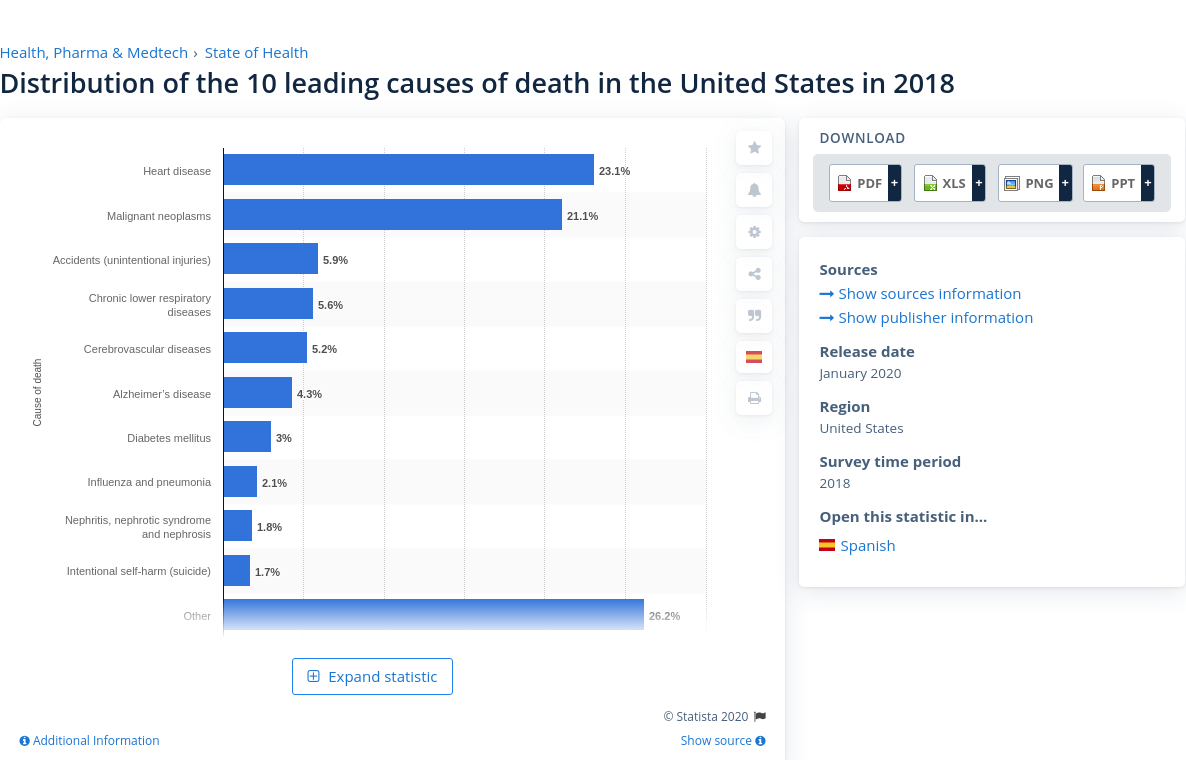 Health, Pharma & Medtech › State of Health
Distribution of the 10 leading causes of death in the United States in 2018
Cause of death
Heart disease 23.1%
Malignant neoplasms 21.1%
Accidents (unintentional injuries) 5.9%
Chronic lower respiratory
diseases 5.6%
Cerebrovascular diseases 5.2%
Alzheimer's disease 4.3%
Diabetes mellitus 3%
Influenza and pneumonia 2.1%
Nephritis, nephrotic syndrome
and nephrosis 1.8%
Intentional self-harm (suicide) 1.7%
Other 26.2%
Expand statistic
© Statista 2020
Additional Information
Show source
DOWNLOAD
PDF + XLS + PNG + PPT +
Sources
Show sources information
Show publisher information
Release date
January 2020
Region
United States
Survey time period
2018
Open this statistic in...
Spanish